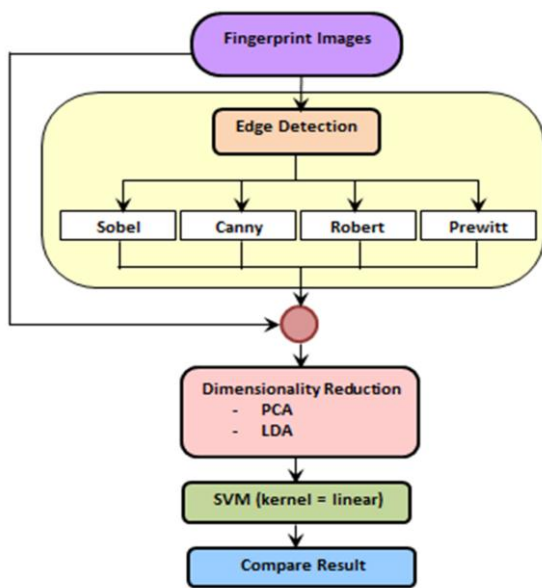 Fingerprint Images
Edge Detection
Sobel
Canny
Robert
Prewitt
Dimensionality Reduction
- PCA
- LDA
SVM (kernel = linear)
Compare Result